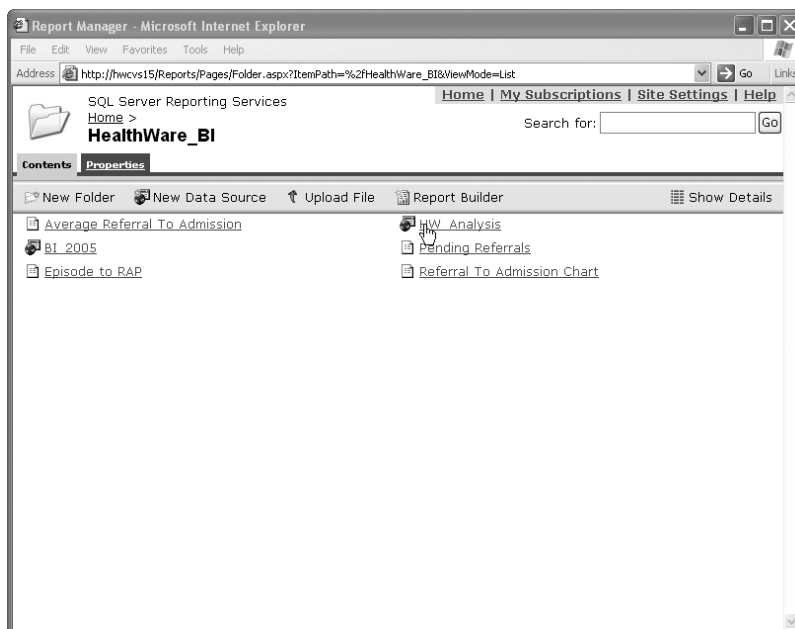 Report Manager - Microsoft Internet Explorer
File Edit View Favorites Tools Help
Address http://hwcvs15/Reports/Pages/Folder.aspx?ItemPath=%2fHealthWare_BI&ViewMode=List Go Links
SQL Server Reporting Services
Home | My Subscriptions | Site Settings | Help
Home >
HealthWare_BI
Search for: Go
Contents Properties
New Folder New Data Source Upload File Report Builder Show Details
Average Referral To Admission HW_Analysis
BI_2005 Pending Referrals
Episode to RAP Referral To Admission Chart